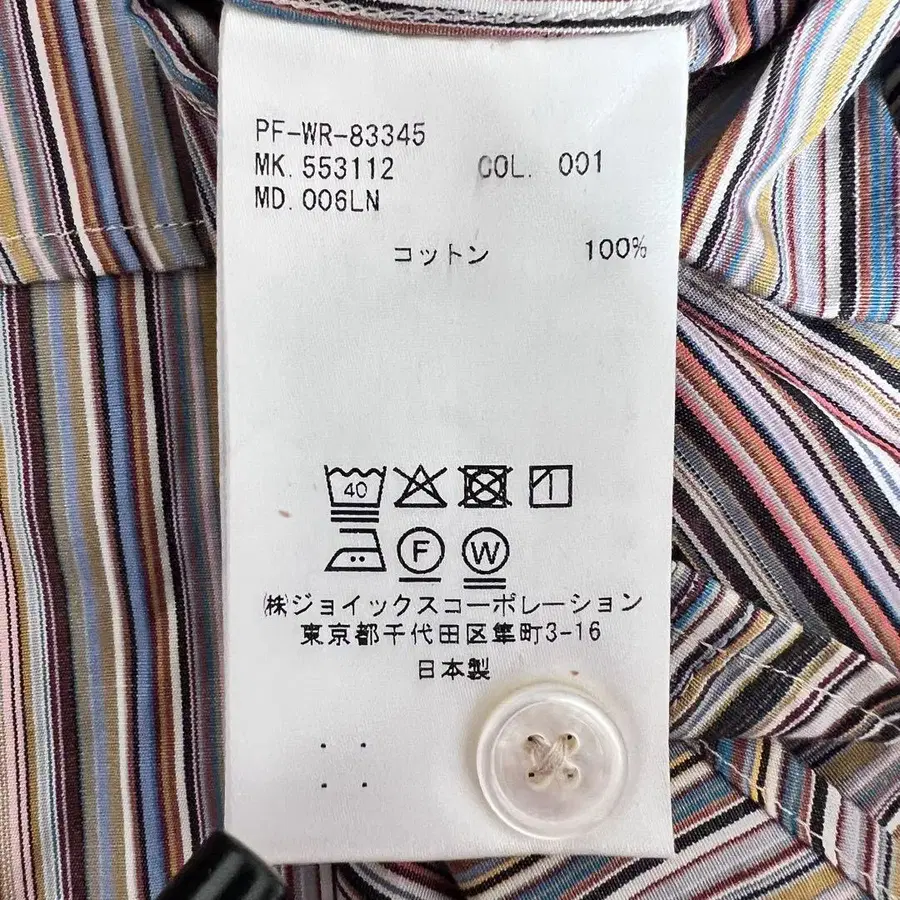 PF-WR-83345
MK. 553112 COL. 001
MD. 006LN
コットン 100%
40
F W
㈱ジョイックスコーポレーション
東京都千代田区隼町3-16
日本製